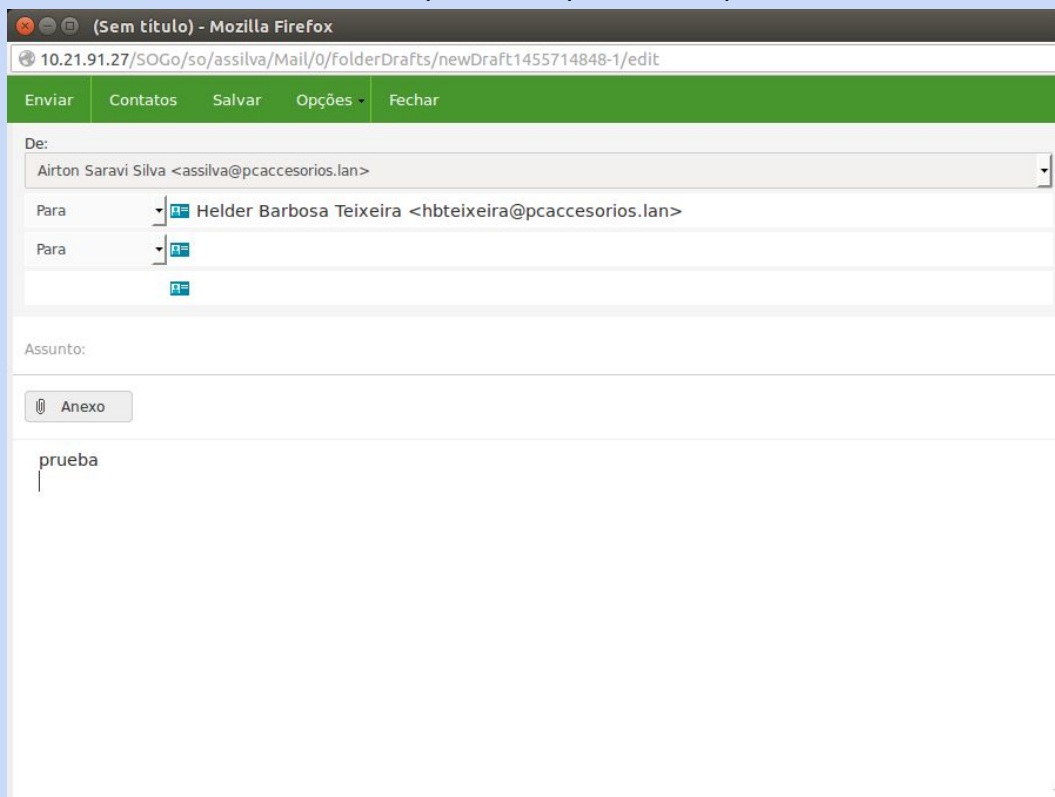 (Sem título) - Mozilla Firefox
10.21.91.27/SOGo/so/assilva/Mail/0/folderDrafts/newDraft1455714848-1/edit
Enviar Contatos Salvar Opções Fechar
De:
Airton Saravi Silva <assilva@pcaccesorios.lan>
Para Helder Barbosa Teixeira <hbteixeira@pcaccesorios.lan>
Para
Assunto:
Anexo
prueba